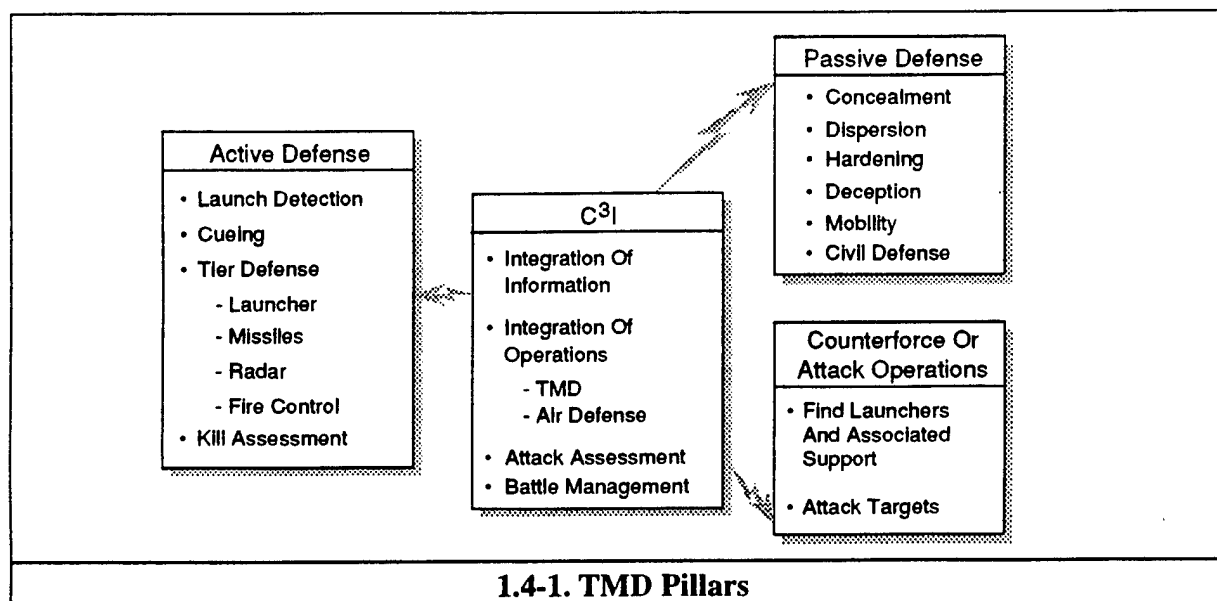 Active Defense
• Launch Detection
• Cueing
• Tier Defense
- Launcher
- Missiles
- Radar
- Fire Control
• Kill Assessment
C³I
• Integration Of
Information
• Integration Of
Operations
- TMD
- Air Defense
• Attack Assessment
• Battle Management
Passive Defense
• Concealment
• Dispersion
• Hardening
• Deception
• Mobility
• Civil Defense
Counterforce Or
Attack Operations
• Find Launchers
And Associated
Support
• Attack Targets
1.4-1. TMD Pillars